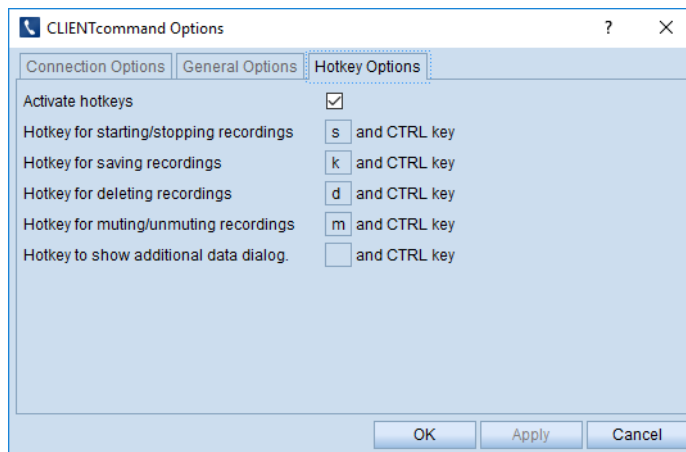 CLIENTcommand Options ? ×
Connection Options General Options Hotkey Options
Activate hotkeys
Hotkey for starting/stopping recordings s and CTRL key
Hotkey for saving recordings k and CTRL key
Hotkey for deleting recordings d and CTRL key
Hotkey for muting/unmuting recordings m and CTRL key
Hotkey to show additional data dialog. and CTRL key
OK Apply Cancel